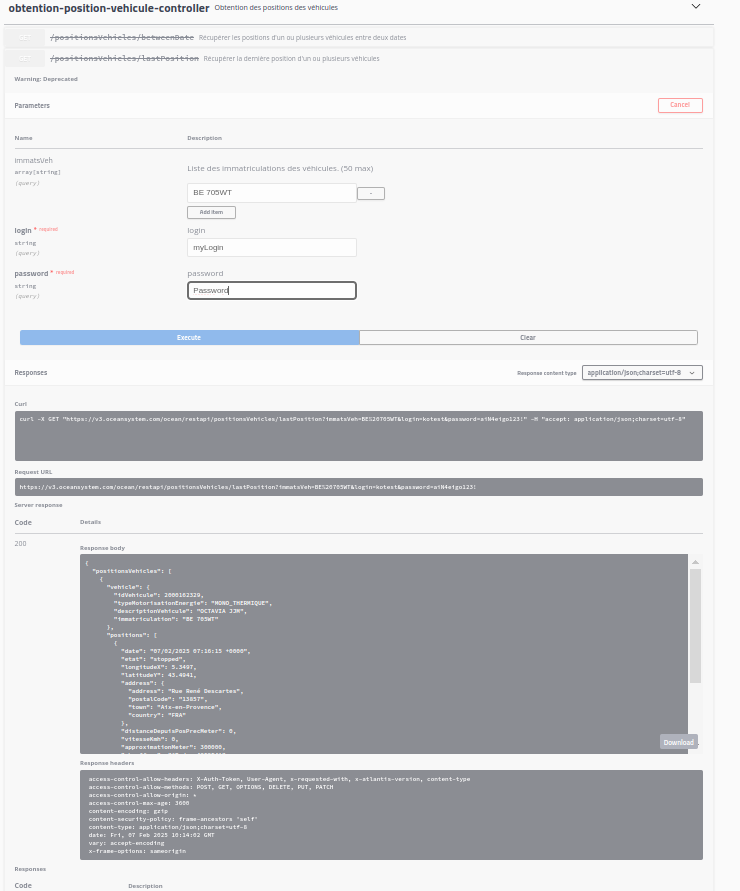 obtention-position-vehicule-controller Obtention des positions des véhicules
GET /positionsVehicles/betweenDate Récupérer les positions d'un ou plusieurs véhicules entre deux dates
GET /positionsVehicles/lastPosition Récupérer la dernière position d'un ou plusieurs véhicules
Warning: Deprecated
Parameters
Cancel
Name Description
immatsVeh
array[string]
(query)
Liste des immatriculations des véhicules. (50 max)
BE 705WT
-
Add item
login * required
string
(query)
login
myLogin
password * required
string
(query)
password
Password
Execute Clear
Responses Response content type application/json;charset=utf-8
Curl
curl -X GET "https://v3.oceansystem.com/ocean/restapi/positionsVehicles/lastPosition?immatsVeh=BE%20705WT&login=kotest&password=aiN4eigo123!" -H "accept: application/json;charset=utf-8"
Request URL
https://v3.oceansystem.com/ocean/restapi/positionsVehicles/lastPosition?immatsVeh=BE%20705WT&login=kotest&password=aiN4eigo123!
Server response
Code Details
200
Response body
{
"positionsVehicles": [
{
"vehicle": {
"idVehicule": 2000102329,
"typeMotorisationEnergie": "MONO_THERMIQUE",
"descriptionVehicule": "OCTAVIA JJM",
"immatriculation": "BE 705WT"
},
"positions": [
{
"date": "07/02/2025 07:16:15 +0000",
"etat": "stopped",
"longitudeX": 5.3497,
"latitudeY": 43.4941,
"address": {
"address": "Rue René Descartes",
"postalCode": "13857",
"town": "Aix-en-Provence",
"country": "FRA"
},
"distanceDepuisPosPrecMeter": 0,
"vitesseKmh": 0,
"approximationMeter": 300000,
Download
Response headers
access-control-allow-headers: X-Auth-Token, User-Agent, x-requested-with, x-atlantis-version, content-type
access-control-allow-methods: POST, GET, OPTIONS, DELETE, PUT, PATCH
access-control-allow-origin: *
access-control-max-age: 3600
content-encoding: gzip
content-security-policy: frame-ancestors 'self'
content-type: application/json;charset=utf-8
date: Fri, 07 Feb 2025 10:14:02 GMT
vary: accept-encoding
x-frame-options: sameorigin
Responses
Code Description